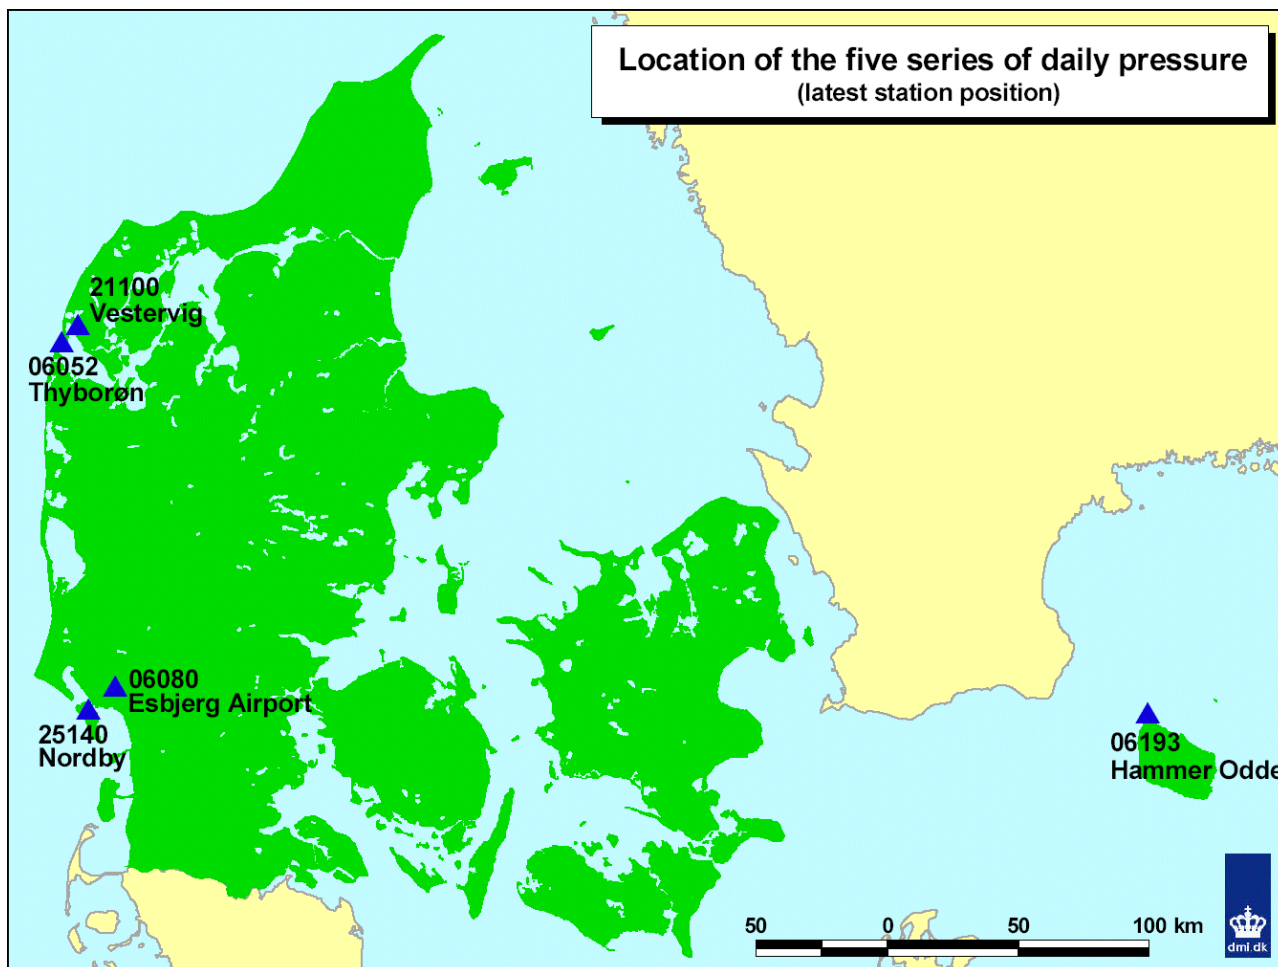 Location of the five series of daily pressure
(latest station position)
21100
Vestervig
06052
Thyborøn
06080
Esbjerg Airport
25140
Nordby
06193
Hammer Odde
50 0 50 100 km
dmi.dk